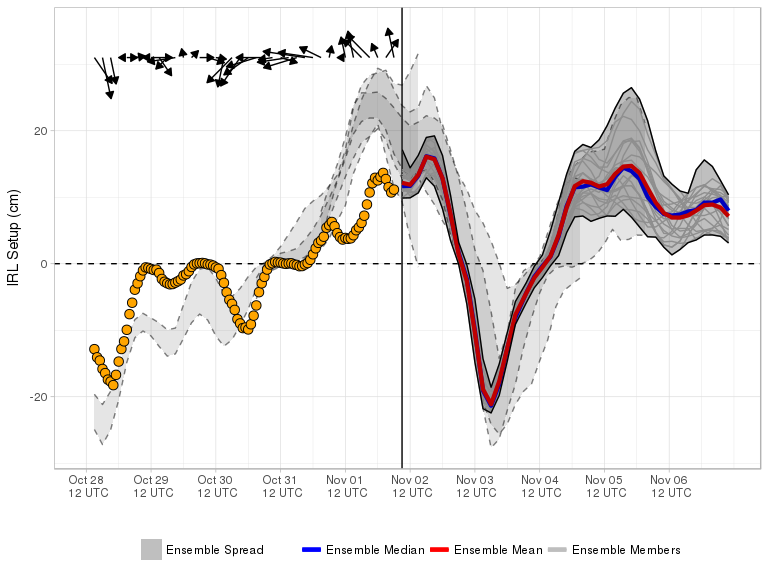 IRL Setup (cm)
20
0
-20
Oct 28 Oct 29 Oct 30 Oct 31 Nov 01 Nov 02 Nov 03 Nov 04 Nov 05 Nov 06
12 UTC 12 UTC 12 UTC 12 UTC 12 UTC 12 UTC 12 UTC 12 UTC 12 UTC 12 UTC
Ensemble Spread Ensemble Median Ensemble Mean Ensemble Members